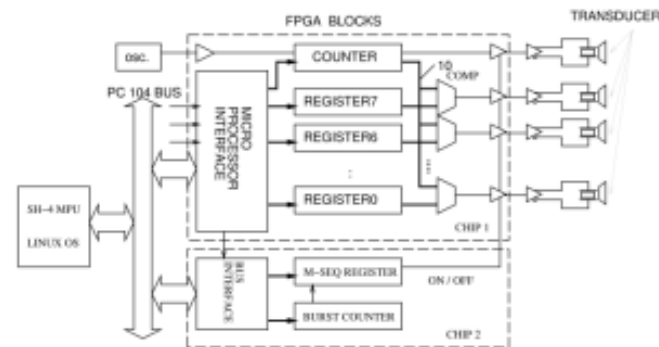 FPGA BLOCKS
TRANSDUCER
OSC.
COUNTER
10
COMP
PC 104 BUS
MICRO
PROCESSOR
INTERFACE
REGISTER7
REGISTER6
:
REGISTER0
SH-4 MPU
LINUX OS
CHIP 1
BUS
INTERFACE
M-SEQ REGISTER
ON / OFF
BURST COUNTER
CHIP 2